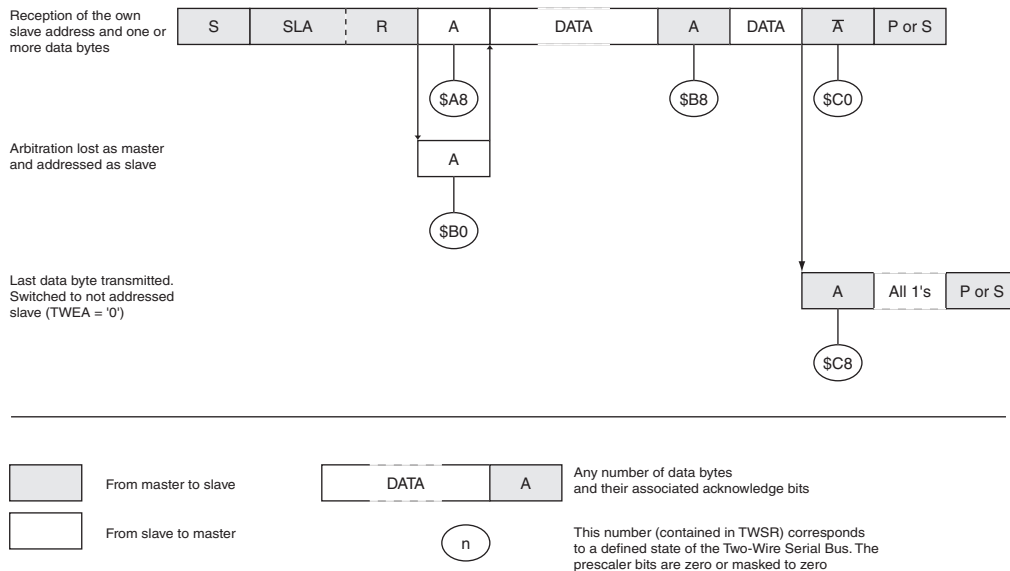 Reception of the own
slave address and one or
more data bytes
S SLA R A DATA A DATA A̅ P or S
$A8 $B8 $C0
Arbitration lost as master
and addressed as slave
A
$B0
Last data byte transmitted.
Switched to not addressed
slave (TWEA = '0')
A All 1's P or S
$C8
From master to slave
DATA A
Any number of data bytes
and their associated acknowledge bits
From slave to master
n
This number (contained in TWSR) corresponds
to a defined state of the Two-Wire Serial Bus. The
prescaler bits are zero or masked to zero